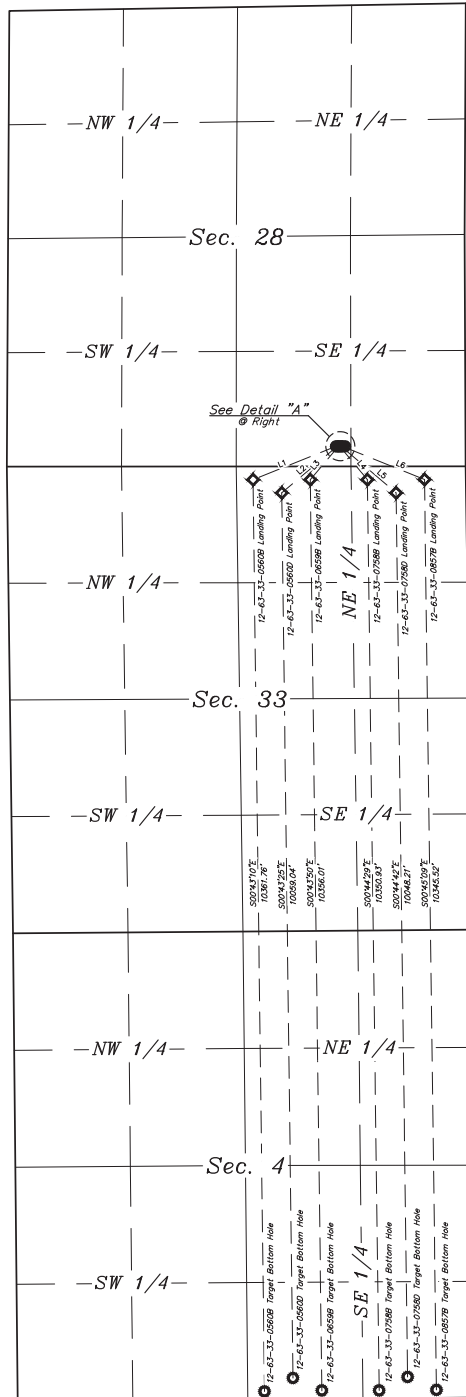 NW 1/4
NE 1/4
Sec. 28
SW 1/4
SE 1/4
See Detail "A"
@ Right
L1
L2
L3
L4
L5
L6
12-63-33-0560B Landing Point
12-63-33-0560D Landing Point
12-63-33-0659B Landing Point
12-63-33-0758B Landing Point
12-63-33-0758D Landing Point
12-63-33-0857B Landing Point
NW 1/4
NE 1/4
Sec. 33
SW 1/4
SE 1/4
S00°43'10"E
10361.76'
S00°43'25"E
10059.04'
S00°43'50"E
10356.01'
S00°44'29"E
10350.93'
S00°44'42"E
10048.21'
S00°45'09"E
10345.52'
NW 1/4
NE 1/4
Sec. 4
SW 1/4
SE 1/4
12-63-33-0560B Target Bottom Hole
12-63-33-0560D Target Bottom Hole
12-63-33-0659B Target Bottom Hole
12-63-33-0758B Target Bottom Hole
12-63-33-0758D Target Bottom Hole
12-63-33-0857B Target Bottom Hole